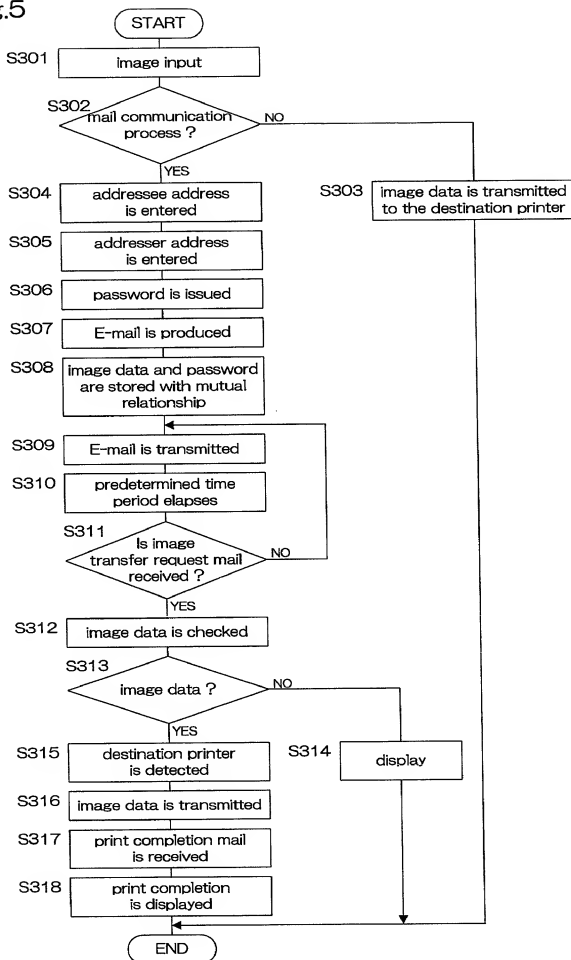 .5
START
S301
image input
S302
mail communication
process ?
NO
YES
S304
addressee address
is entered
S303
image data is transmitted
to the destination printer
S305
addresser address
is entered
S306
password is issued
S307
E-mail is produced
S308
image data and password
are stored with mutual
relationship
S309
E-mail is transmitted
S310
predetermined time
period elapses
S311
Is image
transfer request mail
received ?
NO
YES
S312
image data is checked
S313
image data ?
NO
YES
S315
destination printer
is detected
S314
display
S316
image data is transmitted
S317
print completion mail
is received
S318
print completion
is displayed
END